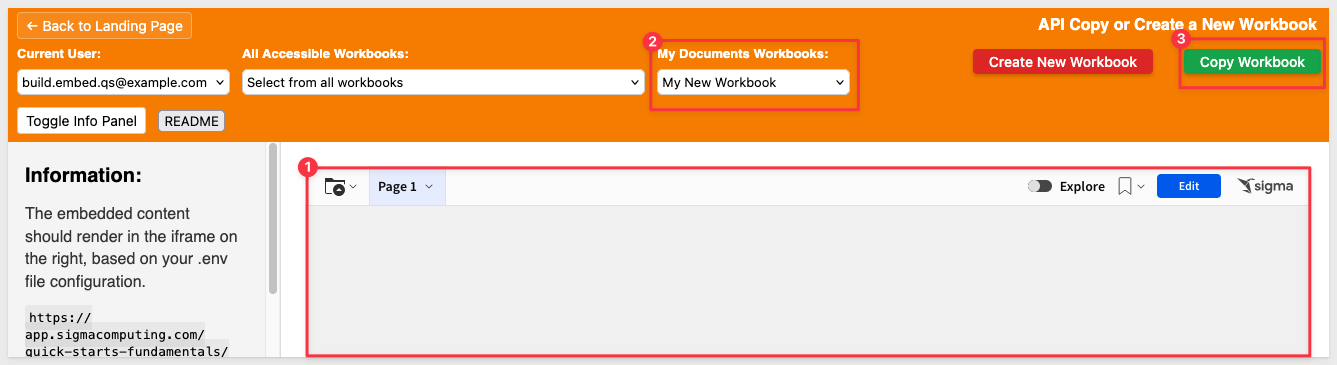 ← Back to Landing Page
API Copy or Create a New Workbook
Current User:
All Accessible Workbooks:
2
My Documents Workbooks:
3
build.embed.qs@example.com
Select from all workbooks
My New Workbook
Create New Workbook
Copy Workbook
Toggle Info Panel
README
1
Information:
Page 1
Explore
Edit
sigma
The embedded content
should render in the iframe on
the right, based on your .env
file configuration.
https://
app.sigmacomputing.com/
quick-starts-fundamentals/